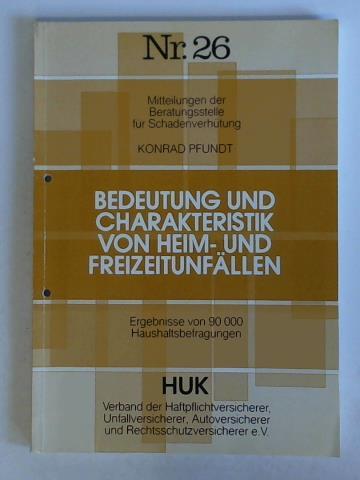 Nr. 26
Mitteilungen der
Beratungsstelle
für Schadenverhütung
KONRAD PFUNDT
BEDEUTUNG UND
CHARAKTERISTIK
VON HEIM- UND
FREIZEITUNFÄLLEN
Ergebnisse von 90 000
Haushaltsbefragungen
HUK
Verband der Haftpflichtversicherer,
Unfallversicherer, Autoversicherer
und Rechtsschutzversicherer e.V.